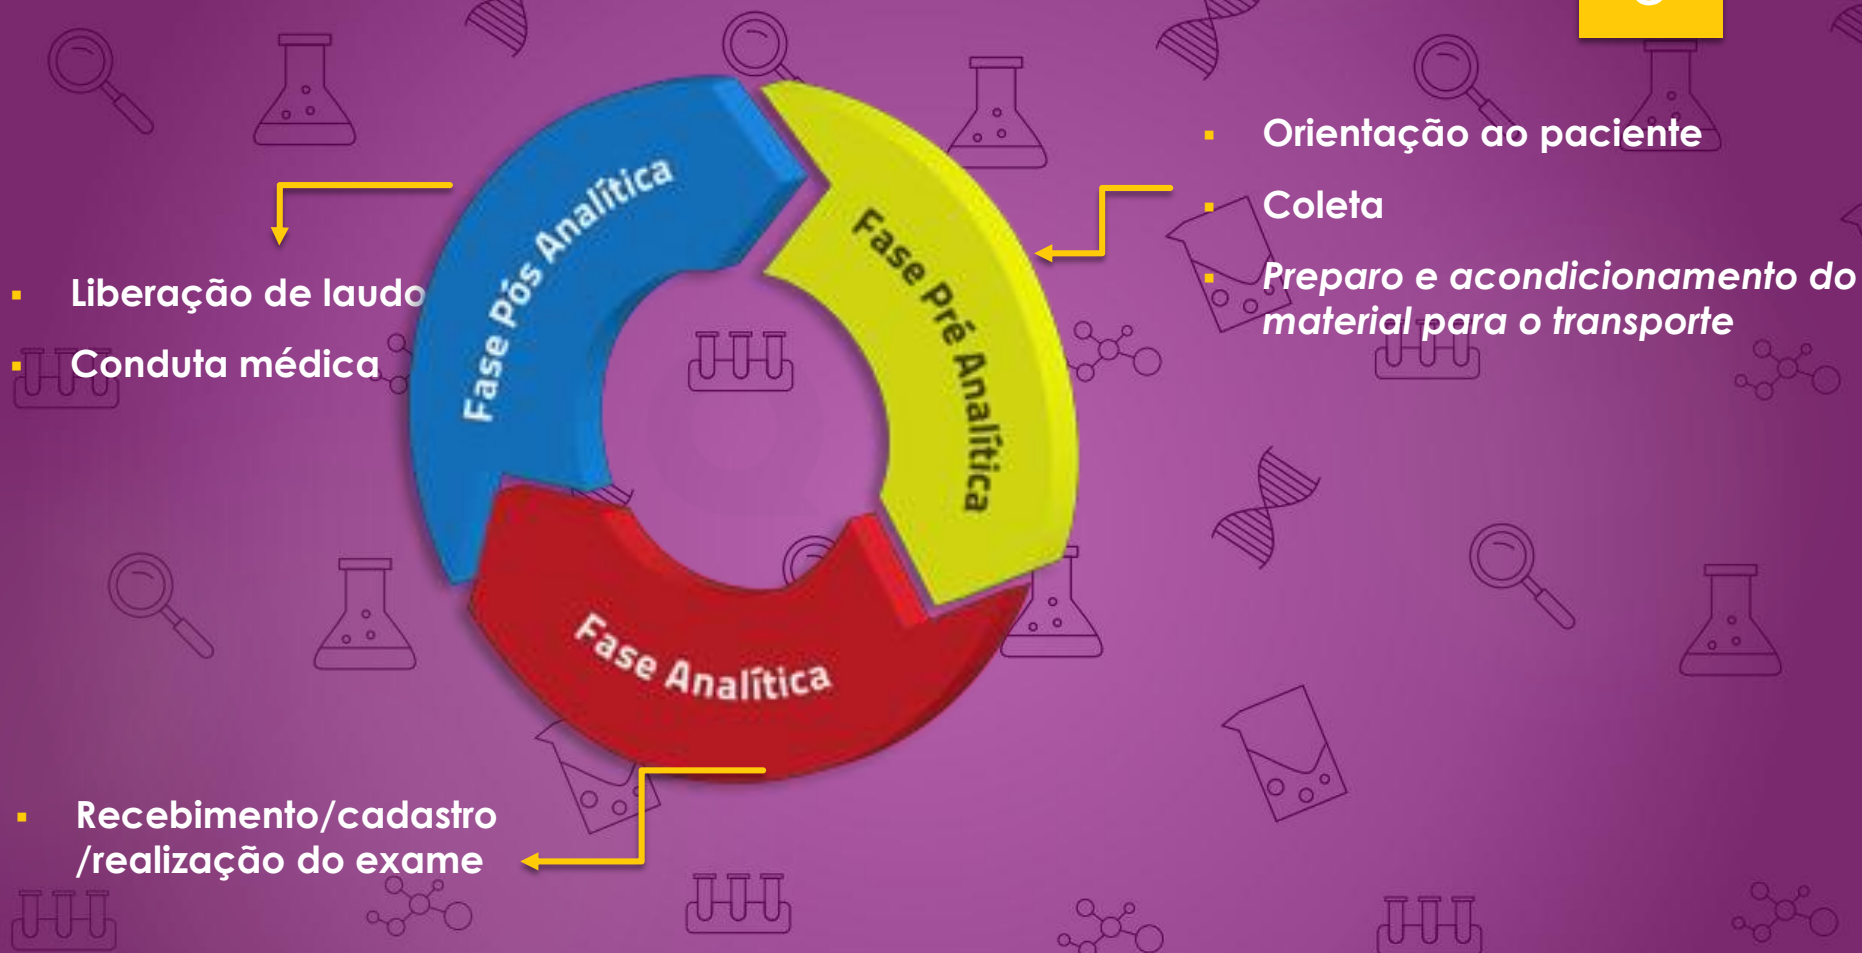 Orientação ao paciente
Coleta
Preparo e acondicionamento do
material para o transporte
Fase Pós Analítica
Fase Pré Analítica
Fase Analítica
Liberação de laudo
Conduta médica
Recebimento/cadastro
/realização do exame